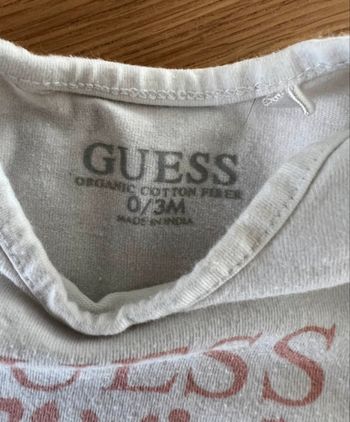 GUESS
ORGANIC COTTON FIBER
0/3M
MADE IN INDIA
GUESS